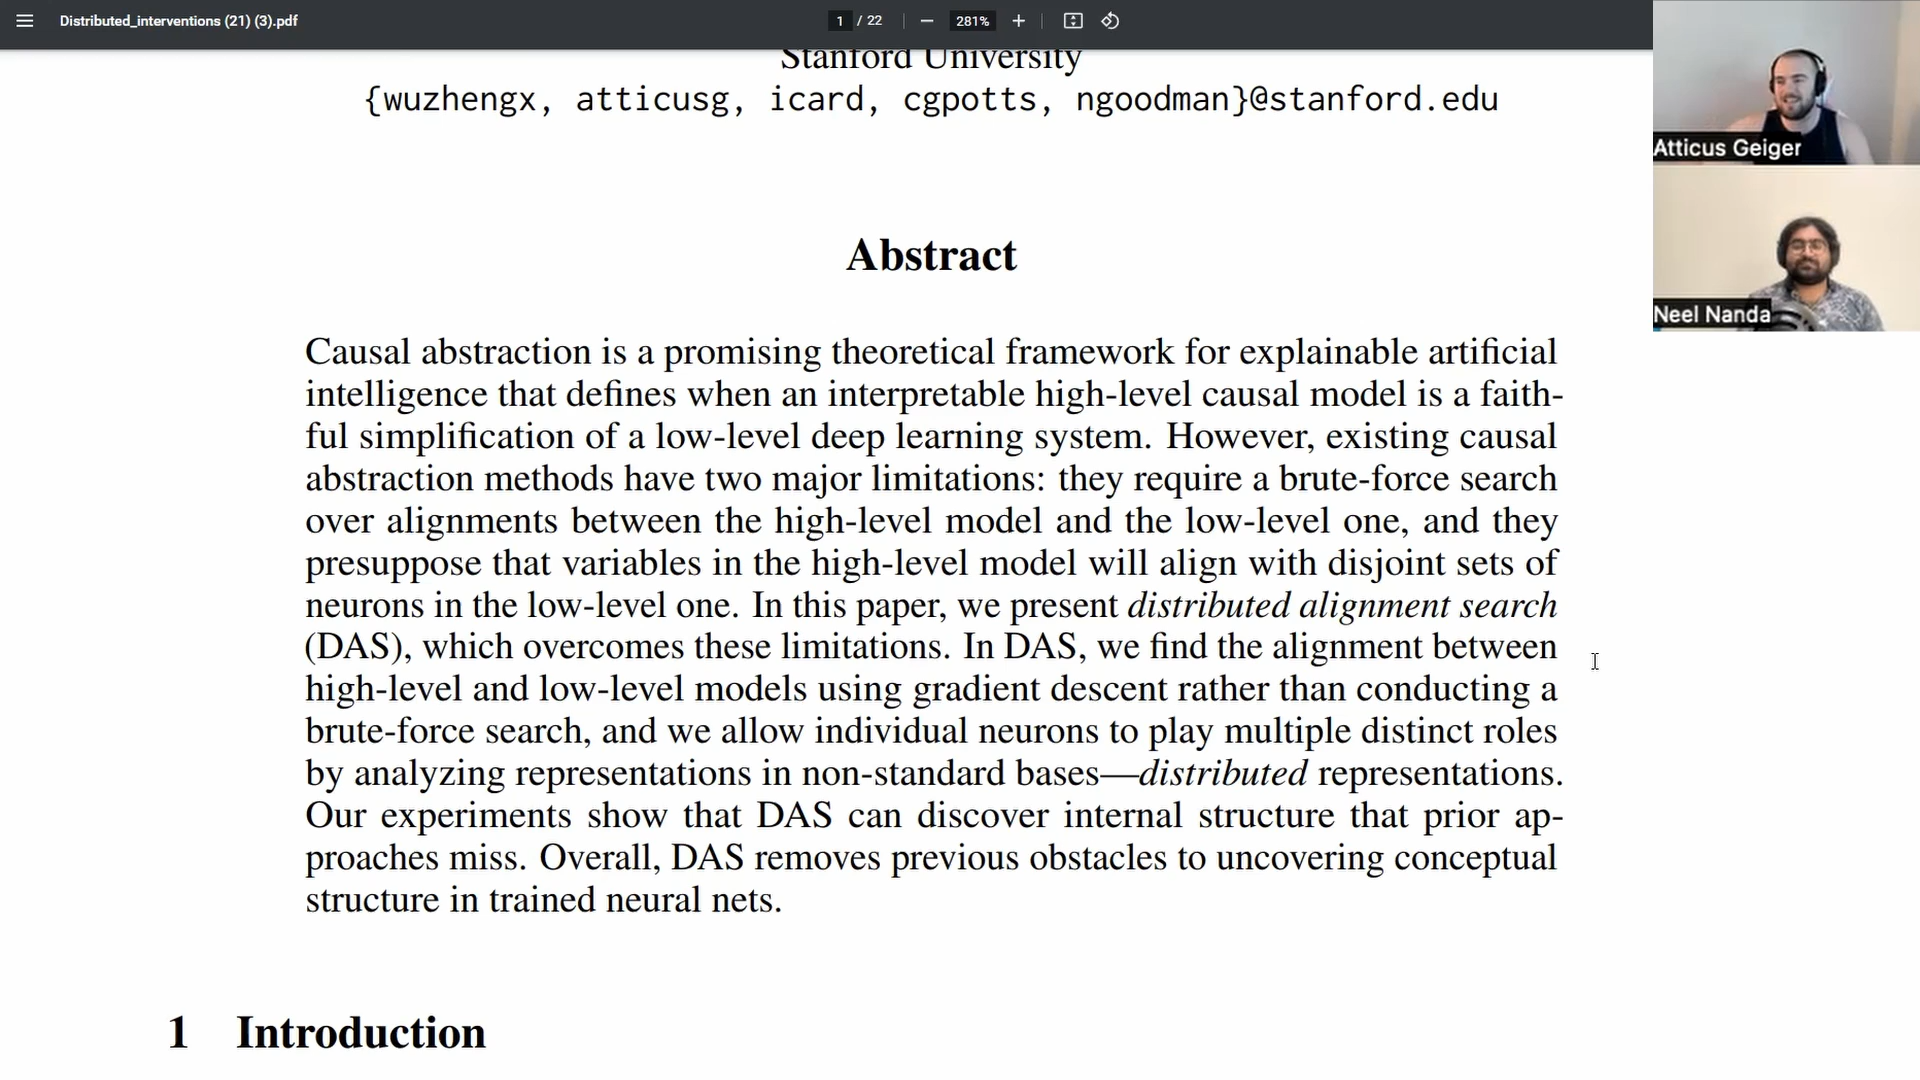 Distributed_interventions (21) (3).pdf
1 / 22
281%
Stanford University
{wuzhengx, atticusg, icard, cgpotts, ngoodman}@stanford.edu
Atticus Geiger
Neel Nanda
Abstract
Causal abstraction is a promising theoretical framework for explainable artificial
intelligence that defines when an interpretable high-level causal model is a faith-
ful simplification of a low-level deep learning system. However, existing causal
abstraction methods have two major limitations: they require a brute-force search
over alignments between the high-level model and the low-level one, and they
presuppose that variables in the high-level model will align with disjoint sets of
neurons in the low-level one. In this paper, we present distributed alignment search
(DAS), which overcomes these limitations. In DAS, we find the alignment between
high-level and low-level models using gradient descent rather than conducting a
brute-force search, and we allow individual neurons to play multiple distinct roles
by analyzing representations in non-standard bases—distributed representations.
Our experiments show that DAS can discover internal structure that prior ap-
proaches miss. Overall, DAS removes previous obstacles to uncovering conceptual
structure in trained neural nets.
1 Introduction